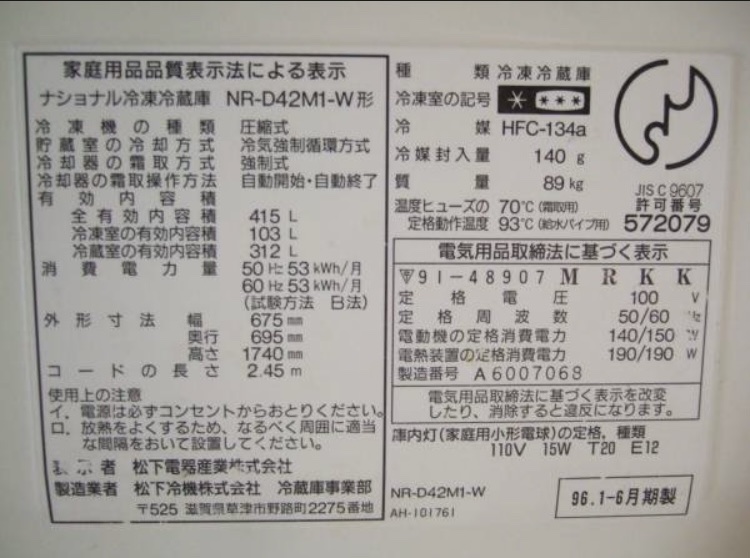 家庭用品品質表示法による表示
ナショナル冷凍冷蔵庫 NR-D42M1-W形
冷凍機の種類 圧縮式
貯蔵室の冷却方式 冷気強制循環方式
冷却器の霜取方式 強制式
冷却器の霜取操作方法 自動開始・自動終了
有効内容積
全有効内容積 415 L
冷凍室の有効内容積 103 L
冷蔵室の有効内容積 312 L
消費電力量 50 Hz 53 kWh/月
60 Hz 53 kWh/月
(試験方法 B法)
外形寸法 幅 675 mm
奥行 695 mm
高さ 1740 mm
コードの長さ 2.45 m
使用上の注意
イ.電源は必ずコンセントからおとりください。
ロ.放熱をよくするため、なるべく周囲に適当
な間隔をおいて設置してください。
表示者 松下電器産業株式会社
製造業者 松下冷機株式会社 冷蔵庫事業部
〒525 滋賀県草津市野路町2275番地
種類 冷凍冷蔵庫
冷凍室の記号
冷媒 HFC-134a
冷媒封入量 140 g
質量 89 kg
温度ヒューズの 70℃(霜取用)
定格動作温度 93℃(給水パイプ用)
JIS C 9607
許可番号
572079
電気用品取締法に基づく表示
91-48907 M R K K
定格電圧 100 V
定格周波数 50/60 Hz
電動機の定格消費電力 140/150 W
電熱装置の定格消費電力 190/190 W
製造番号 A6007068
電気用品取締法に基づく表示を改変
したり、消除すると違反になります。
庫内灯(家庭用小形電球)の定格,種類
110V 15W T20 E12
NR-D42M1-W
AH-101761
96.1-6月期製